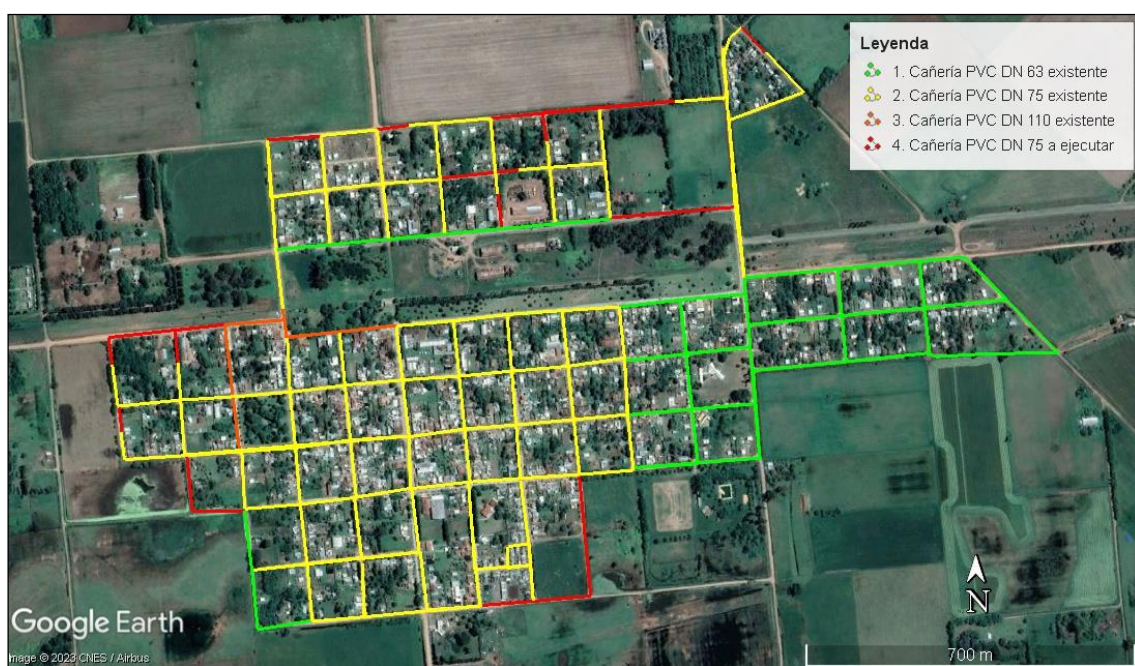 Leyenda
1. Cañería PVC DN 63 existente
2. Cañería PVC DN 75 existente
3. Cañería PVC DN 110 existente
4. Cañería PVC DN 75 a ejecutar
N
Google Earth
Image © 2023 CNES / Airbus
700 m